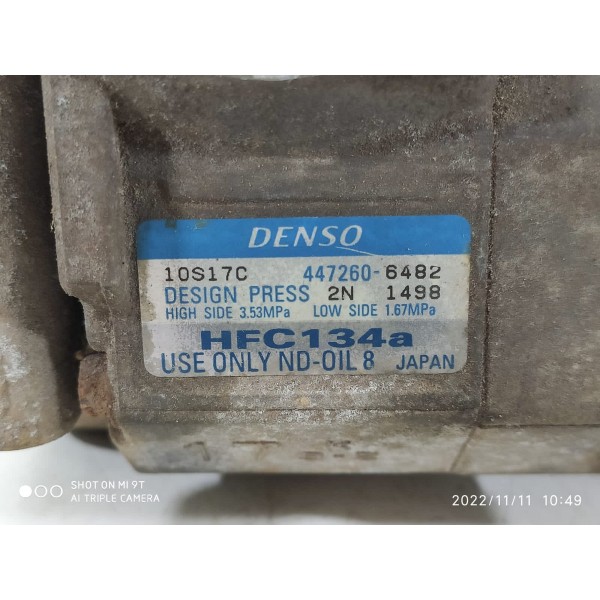 DENSO
10S17C 447260-6482
DESIGN PRESS 2N 1498
HIGH SIDE 3.53MPa LOW SIDE 1.67MPa
HFC134a
USE ONLY ND-OIL 8 JAPAN
SHOT ON MI 9T
AI TRIPLE CAMERA
2022/11/11 10:49